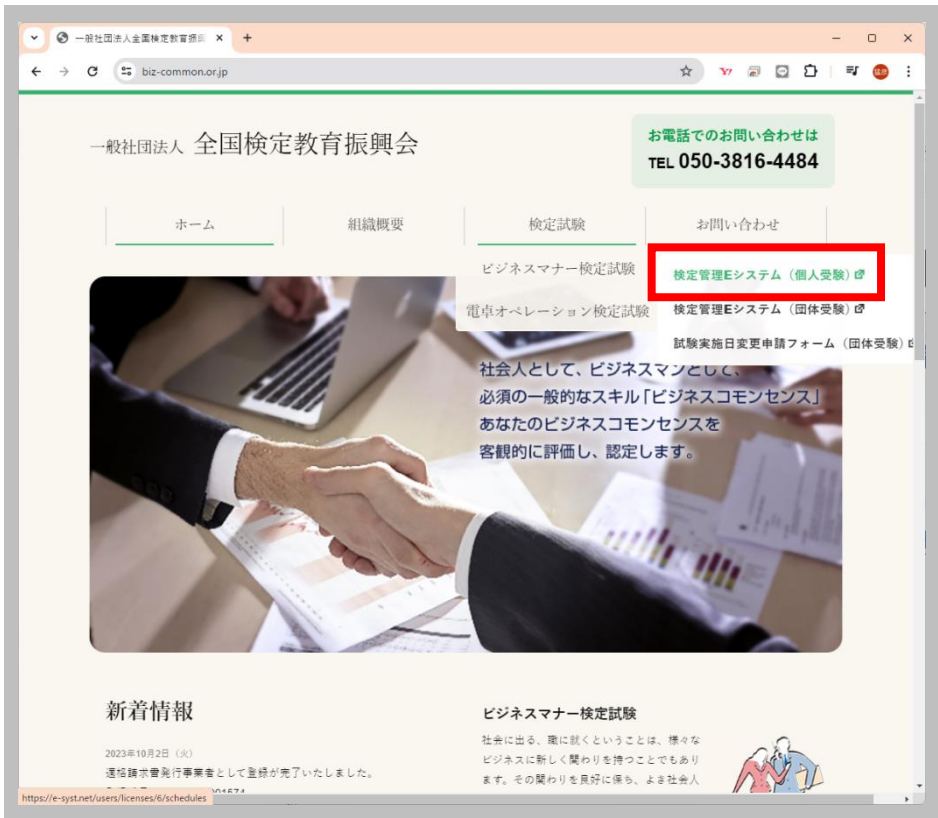 一般社団法人全国検定教育振興
biz-common.or.jp
一般社団法人 全国検定教育振興会
お電話でのお問い合わせは
TEL 050-3816-4484
ホーム 組織概要 検定試験 お問い合わせ
ビジネスマナー検定試験
電卓オペレーション検定試験
検定管理Eシステム（個人受験）
検定管理Eシステム（団体受験）
試験実施日変更申請フォーム（団体受験）
社会人として、ビジネスマンとして、
必須の一般的なスキル「ビジネスコモンセンス」
あなたのビジネスコモンセンスを
客観的に評価し、認定します。
新着情報
2023年10月2日（火）
適格請求書発行事業者として登録が完了いたしました。
ビジネスマナー検定試験
社会に出る、職に就くということは、様々な
ビジネスに新しく関わりを持つことでもあり
ます。その関わりを良好に保ち、よき社会人
https://e-syst.net/users/licenses/6/schedules